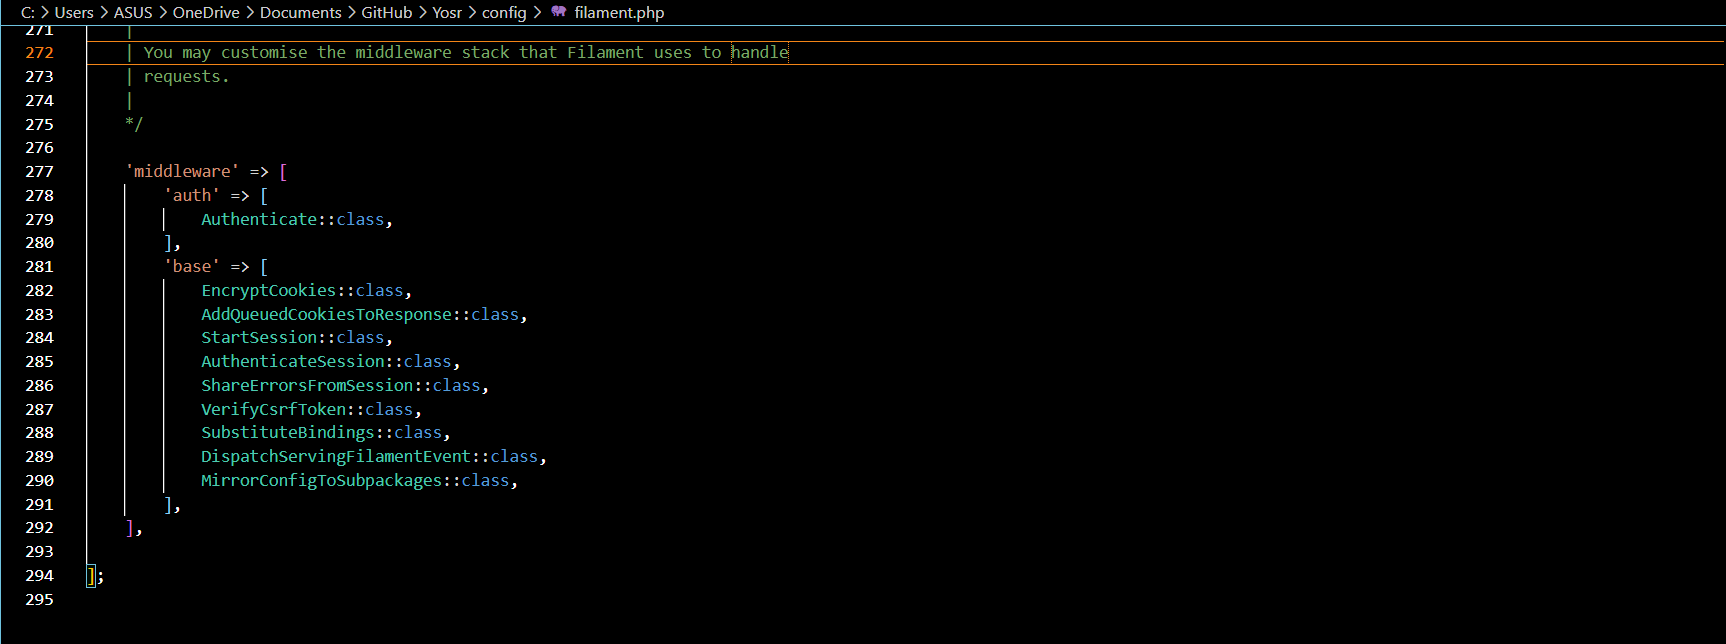 C: > Users > ASUS > OneDrive > Documents > GitHub > Yosr > config > filament.php
271 |
272 | You may customise the middleware stack that Filament uses to handle
273 | requests.
274 |
275 */
276
277 'middleware' => [
278 'auth' => [
279 Authenticate::class,
280 ],
281 'base' => [
282 EncryptCookies::class,
283 AddQueuedCookiesToResponse::class,
284 StartSession::class,
285 AuthenticateSession::class,
286 ShareErrorsFromSession::class,
287 VerifyCsrfToken::class,
288 SubstituteBindings::class,
289 DispatchServingFilamentEvent::class,
290 MirrorConfigToSubpackages::class,
291 ],
292 ],
293
294 ];
295